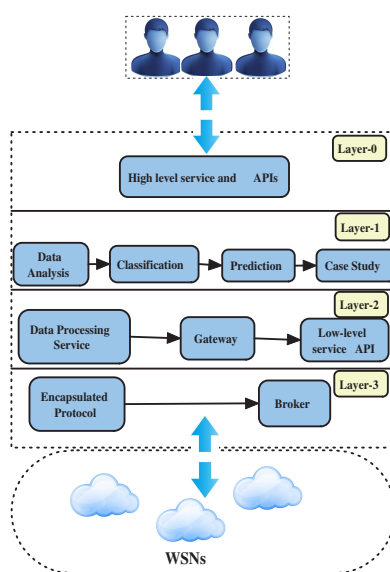 Layer-0
High level service and APIs
Layer-1
Data
Analysis
Classification
Prediction
Case Study
Layer-2
Data Processing
Service
Gateway
Low-level
service API
Layer-3
Encapsulated
Protocol
Broker
WSNs